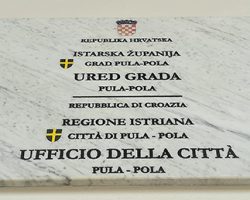 REPUBLIKA HRVATSKA
ISTARSKA ŽUPANIJA
GRAD PULA-POLA
URED GRADA
PULA-POLA
REPUBBLICA DI CROAZIA
REGIONE ISTRIANA
CITTÀ DI PULA - POLA
UFFICIO DELLA CITTÀ
PULA - POLA